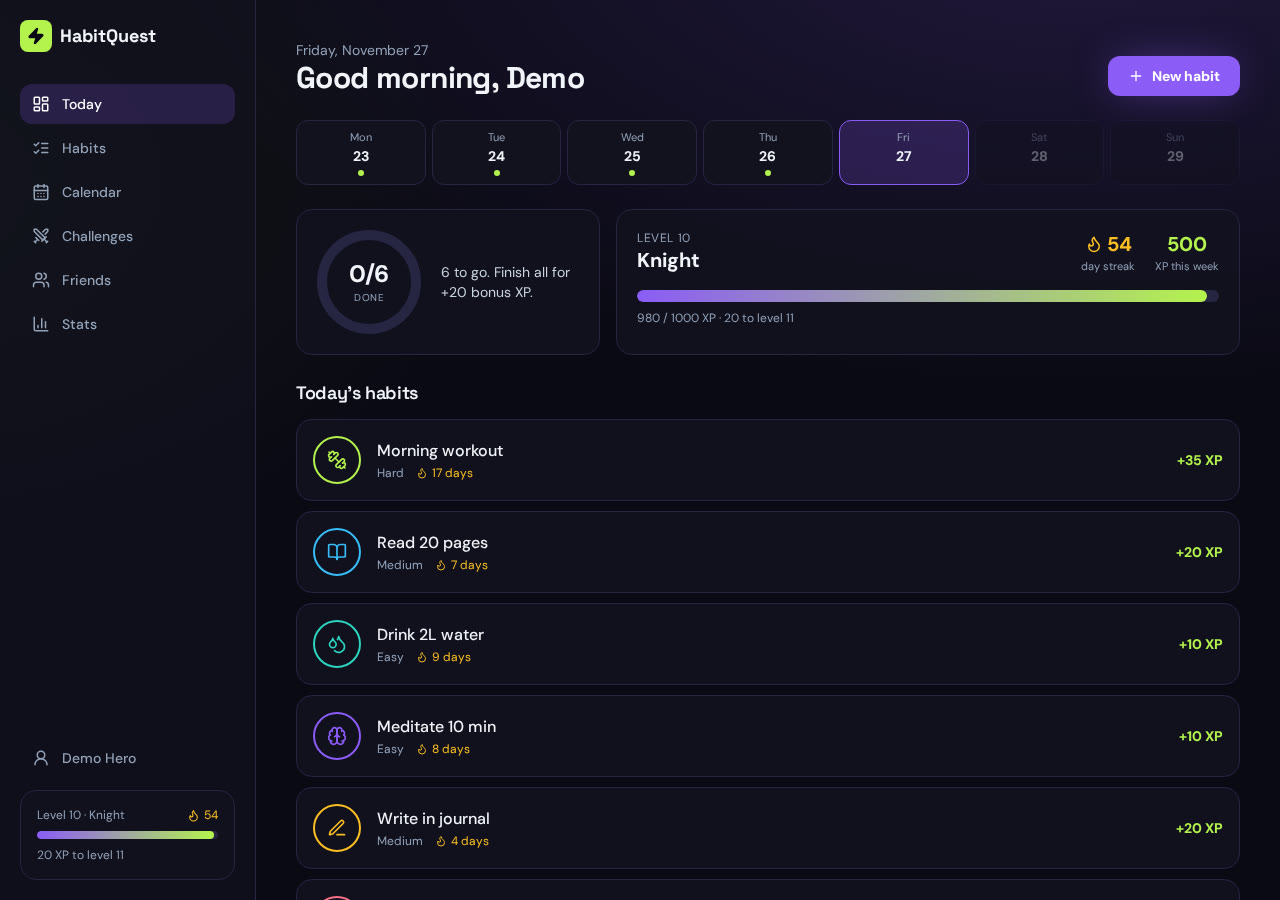 HabitQuest
Today
Habits
Calendar
Challenges
Friends
Stats
Demo Hero
Level 10 · Knight
54
20 XP to level 11
Friday, November 27
Good morning, Demo
New habit
Mon
23
Tue
24
Wed
25
Thu
26
Fri
27
Sat
28
Sun
29
0/6
DONE
6 to go. Finish all for
+20 bonus XP.
LEVEL 10
Knight
54
day streak
500
XP this week
980 / 1000 XP · 20 to level 11
Today’s habits
Morning workout
Hard 17 days
+35 XP
Read 20 pages
Medium 7 days
+20 XP
Drink 2L water
Easy 9 days
+10 XP
Meditate 10 min
Easy 8 days
+10 XP
Write in journal
Medium 4 days
+20 XP